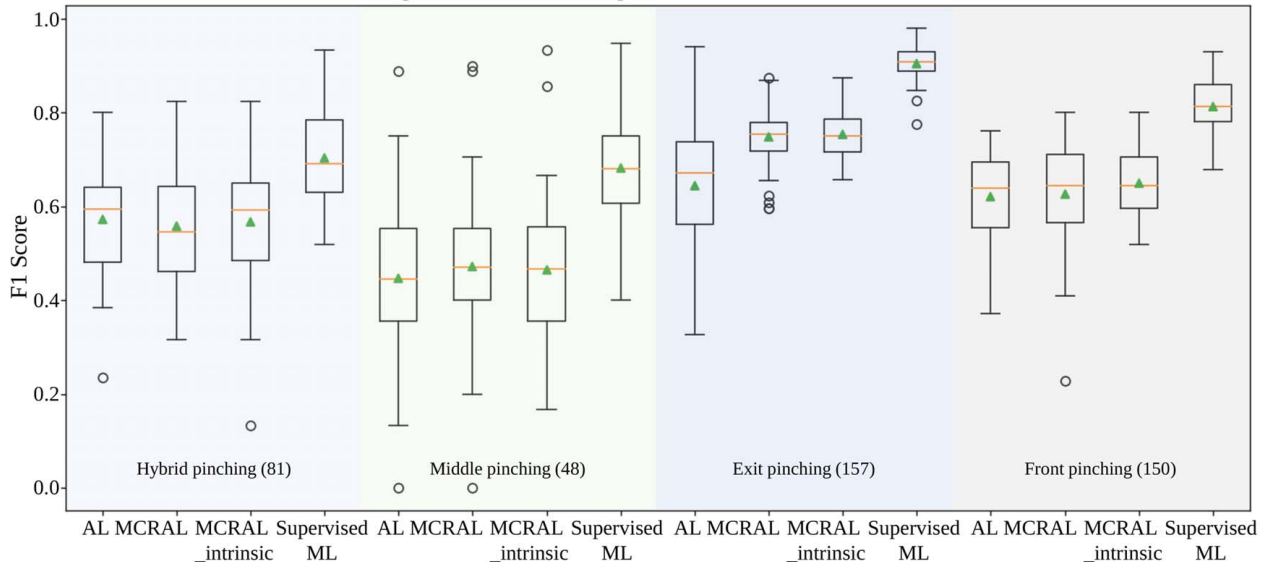 F1 Score
1.0
0.8
0.6
0.4
0.2
0.0
Hybrid pinching (81)
Middle pinching (48)
Exit pinching (157)
Front pinching (150)
AL MCRAL MCRAL Supervised AL MCRAL MCRAL Supervised AL MCRAL MCRAL Supervised AL MCRAL MCRAL Supervised
_intrinsic ML _intrinsic ML _intrinsic ML _intrinsic ML